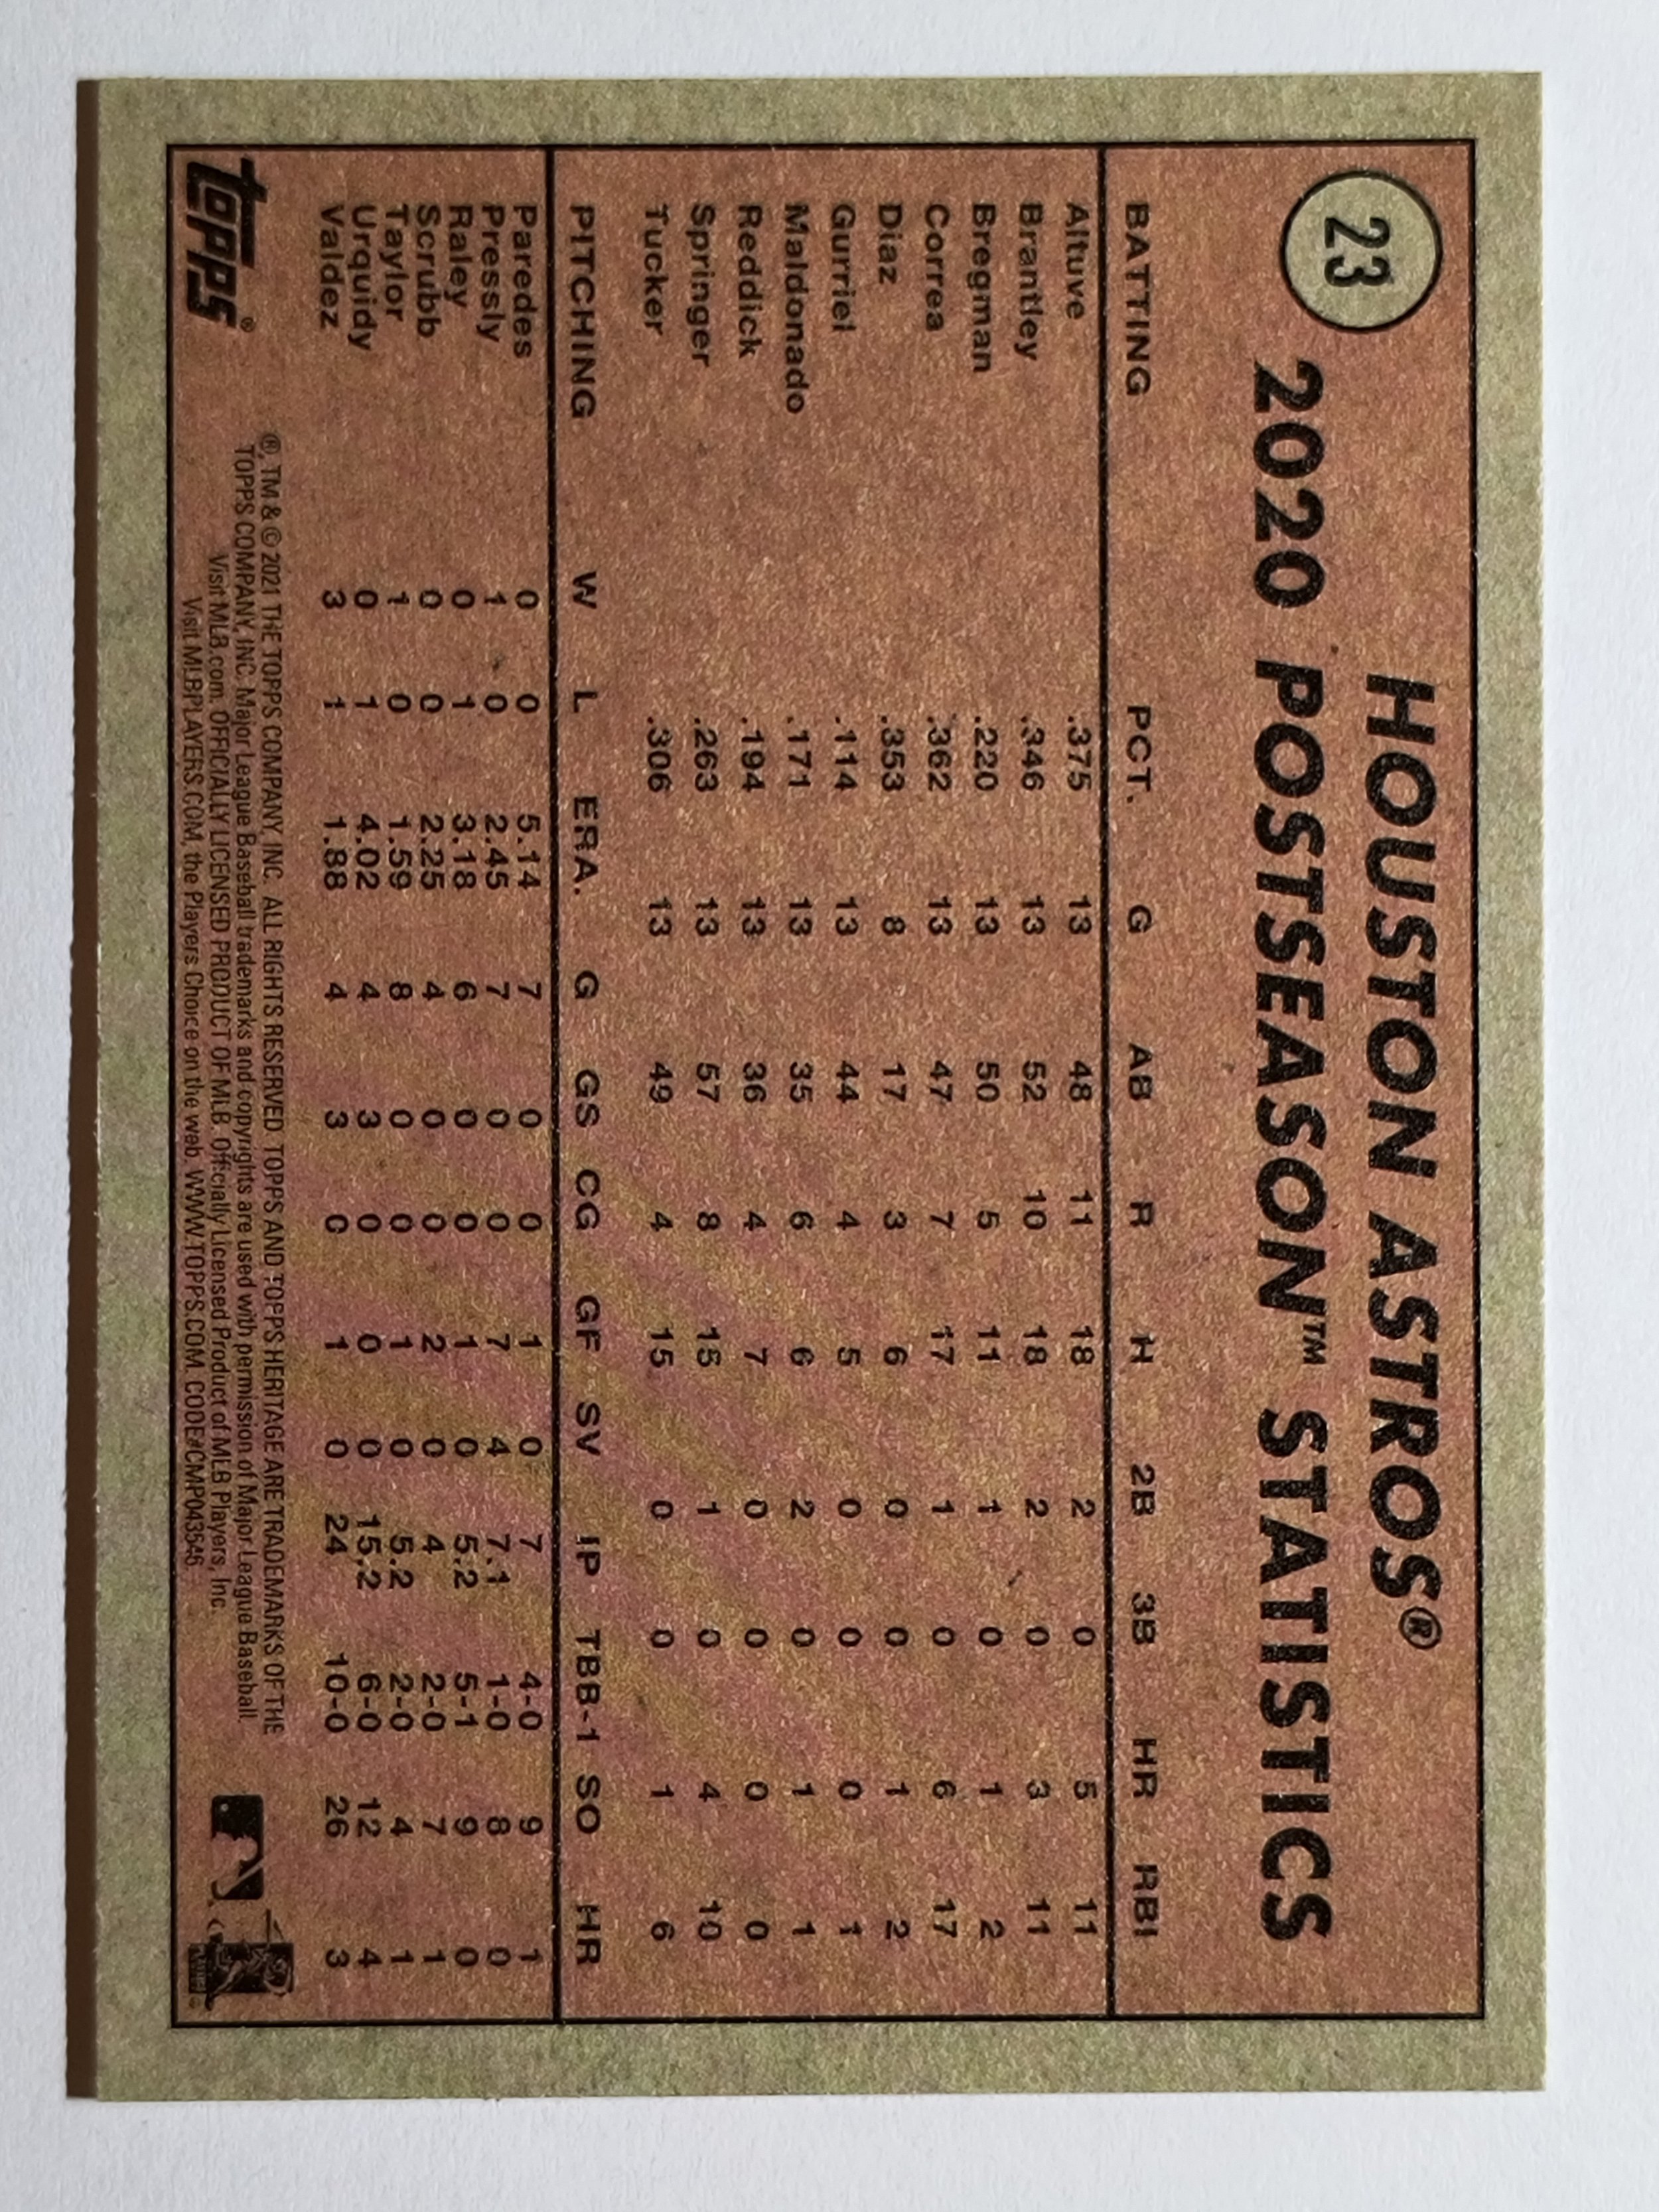 23
HOUSTON ASTROS®
2020 POSTSEASON™ STATISTICS
BATTING PCT. G AB R H 2B 3B HR RBI
Altuve .375 13 48 11 18 2 0 5 11
Brantley .346 13 52 10 18 2 0 3 11
Bregman .220 13 50 5 11 1 0 1 2
Correa .362 13 47 7 17 1 0 6 17
Diaz .353 8 17 3 6 0 0 1 2
Gurriel .114 13 44 4 5 0 0 0 1
Maldonado .171 13 35 6 6 2 0 1 1
Reddick .194 13 36 4 7 0 0 0 0
Springer .263 13 57 8 15 1 0 4 10
Tucker .306 13 49 4 15 0 0 1 6
PITCHING W L ERA. G GS CG GF SV IP TBB-1 SO HR
Paredes 0 0 5.14 7 0 0 1 0 7 4-0 9 1
Pressly 1 0 2.45 7 0 0 7 4 7.1 1-0 8 0
Raley 0 1 3.18 6 0 0 1 0 5.2 5-1 9 0
Scrubb 0 0 2.25 4 0 0 2 0 4 2-0 7 1
Taylor 1 0 1.59 8 0 0 1 0 5.2 2-0 4 1
Urquidy 0 1 4.02 4 3 0 0 0 15.2 6-0 12 4
Valdez 3 1 1.88 4 3 0 1 0 24 10-0 26 3
topps®
®, TM & © 2021 THE TOPPS COMPANY, INC. ALL RIGHTS RESERVED. TOPPS AND TOPPS HERITAGE ARE TRADEMARKS OF THE
TOPPS COMPANY, INC. Major League Baseball trademarks and copyrights are used with permission of Major League Baseball.
Visit MLB.com. OFFICIALLY LICENSED PRODUCT OF MLB. Officially Licensed Product of MLB Players, Inc.
Visit MLBPLAYERS.COM, the Players Choice on the web. WWW.TOPPS.COM. CODE#CMP043546